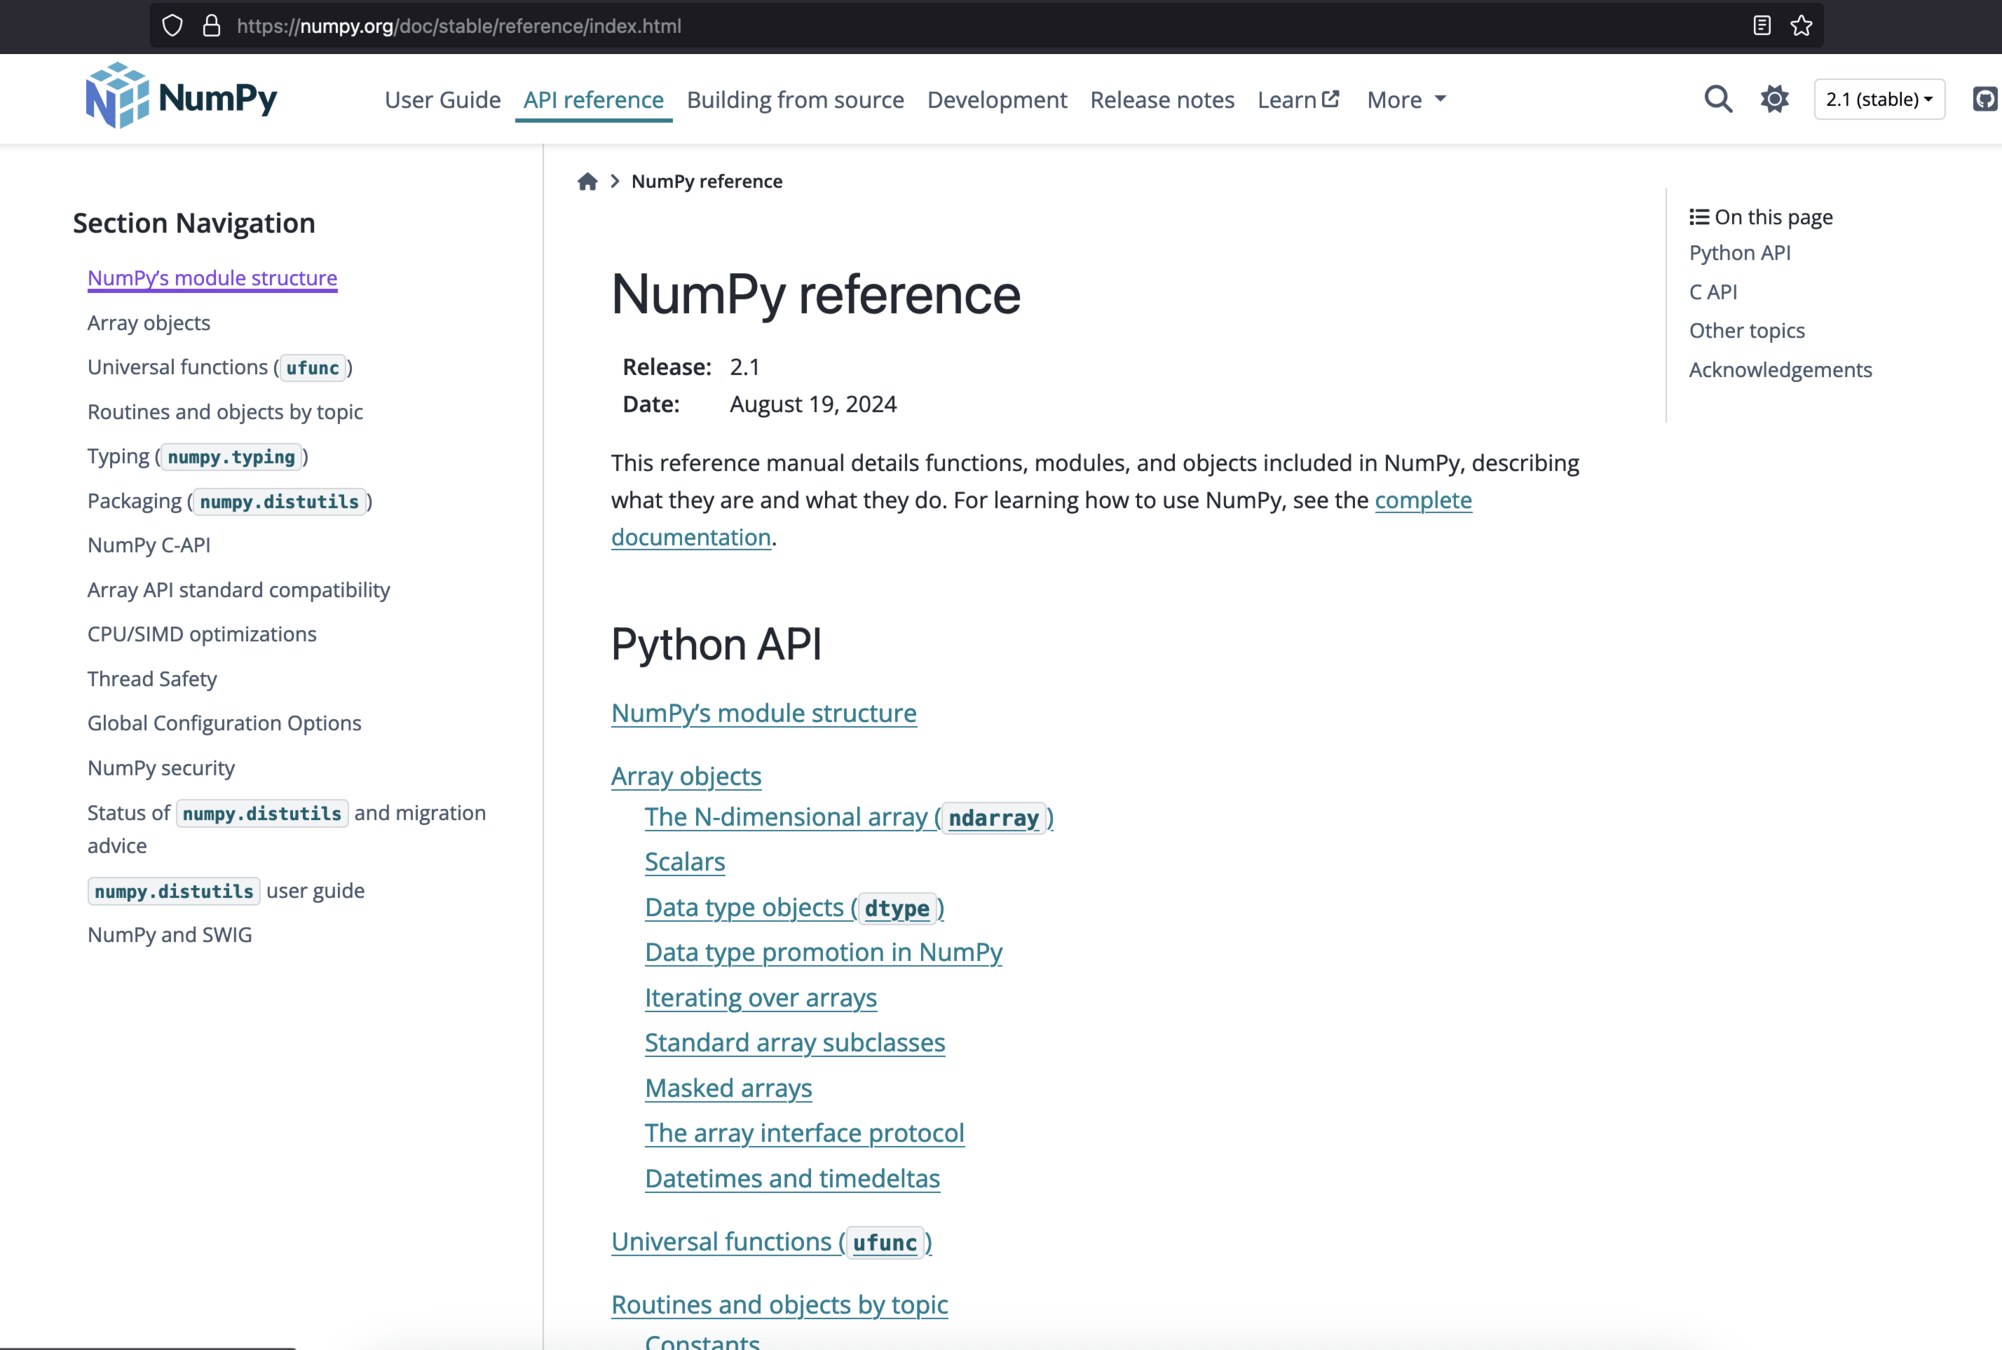 https://numpy.org/doc/stable/reference/index.html
NumPy
User Guide API reference Building from source Development Release notes Learn More
2.1 (stable)
Section Navigation
NumPy’s module structure
Array objects
Universal functions (ufunc)
Routines and objects by topic
Typing (numpy.typing)
Packaging (numpy.distutils)
NumPy C-API
Array API standard compatibility
CPU/SIMD optimizations
Thread Safety
Global Configuration Options
NumPy security
Status of numpy.distutils and migration
advice
numpy.distutils user guide
NumPy and SWIG
NumPy reference
NumPy reference
Release: 2.1
Date: August 19, 2024
This reference manual details functions, modules, and objects included in NumPy, describing
what they are and what they do. For learning how to use NumPy, see the complete
documentation.
Python API
NumPy’s module structure
Array objects
The N-dimensional array (ndarray)
Scalars
Data type objects (dtype)
Data type promotion in NumPy
Iterating over arrays
Standard array subclasses
Masked arrays
The array interface protocol
Datetimes and timedeltas
Universal functions (ufunc)
Routines and objects by topic
Constants
On this page
Python API
C API
Other topics
Acknowledgements